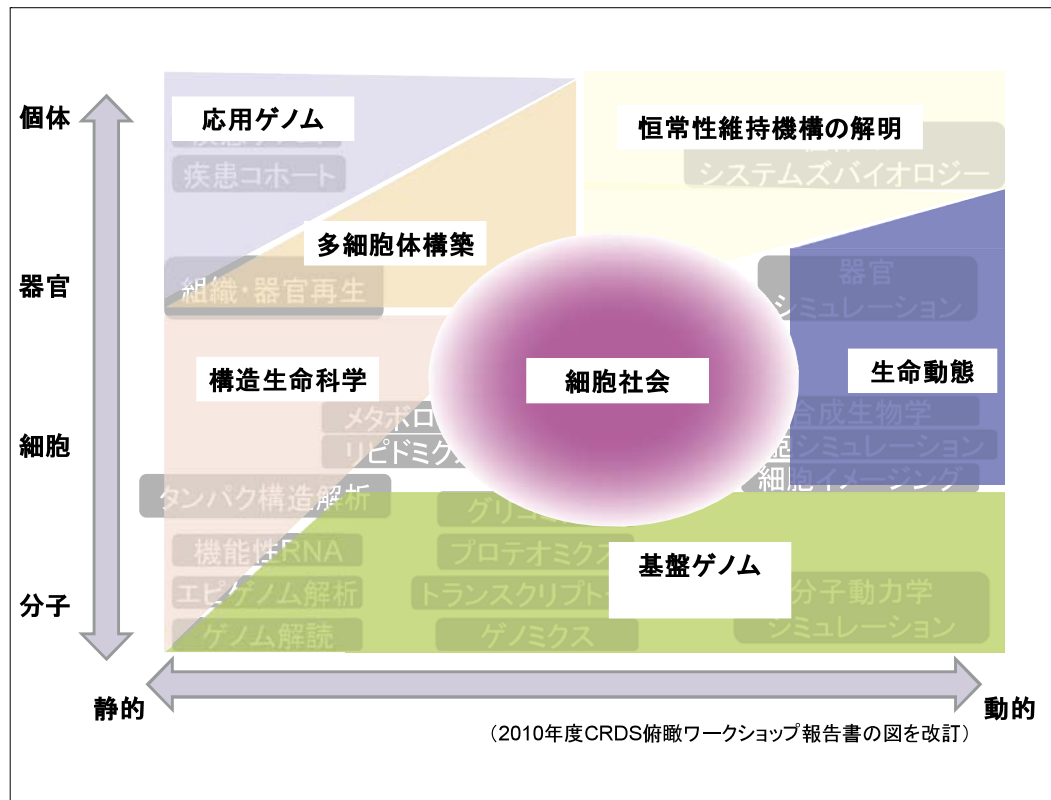 個体
応用ゲノム
恒常性維持機構の解明
疾患コホート
システムズバイオロジー
多細胞体構築
器官
組織・器官再生
器官
シミュレーション
構造生命科学
細胞社会
生命動態
メタボロ
合成生物学
細胞
リピドミク
シミュレーション
タンパク構造解析
細胞イメージング
グリコ
機能性RNA
プロテオミクス
基盤ゲノム
分子
エピゲノム解析
トランスクリプト
分子動力学
シミュレーション
ゲノム解読
ゲノミクス
静的
動的
（2010年度CRDS俯瞰ワークショップ報告書の図を改訂）